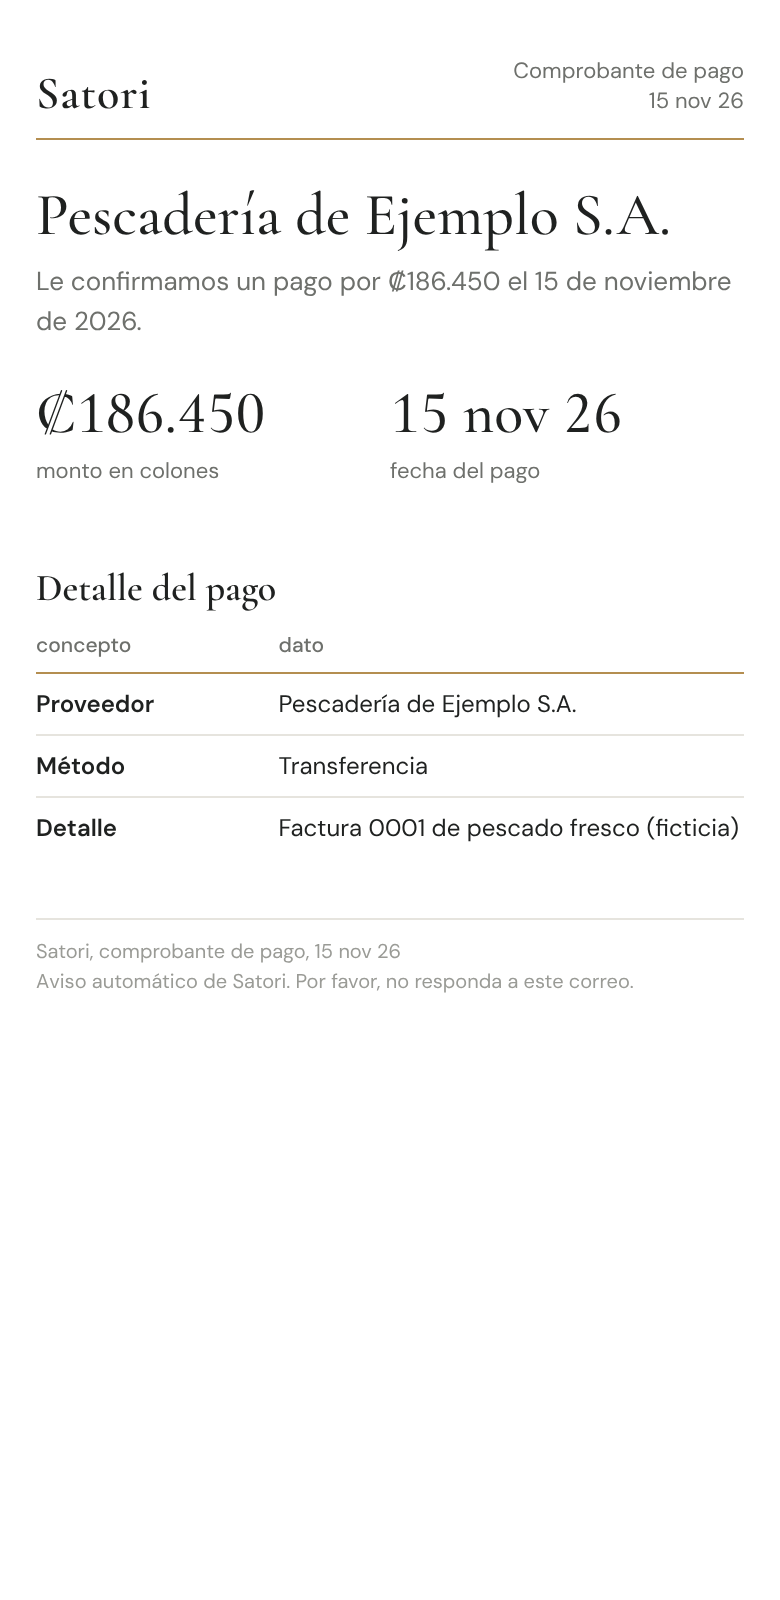 Satori
Comprobante de pago
15 nov 26
Pescadería de Ejemplo S.A.
Le confirmamos un pago por ₡186.450 el 15 de noviembre
de 2026.
₡186.450
monto en colones
15 nov 26
fecha del pago
Detalle del pago
concepto dato
Proveedor Pescadería de Ejemplo S.A.
Método Transferencia
Detalle Factura 0001 de pescado fresco (ficticia)
Satori, comprobante de pago, 15 nov 26
Aviso automático de Satori. Por favor, no responda a este correo.